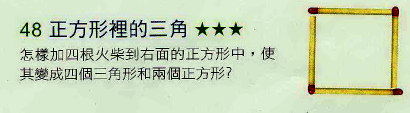 48 正方形裡的三角 ★★★
怎樣加四根火柴到右面的正方形中，使
其變成四個三角形和兩個正方形?